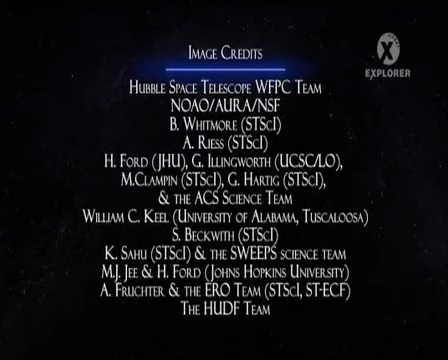 Image Credits
X
EXPLORER
Hubble Space Telescope WFPC Team
NOAO/AURA/NSF
B. Whitmore (STScI)
A. Riess (STScI)
H. Ford (JHU), G. Illingworth (UCSC/LO),
M.Clampin (STScI), G. Hartig (STScI),
& the ACS Science Team
William C. Keel (University of Alabama, Tuscaloosa)
S. Beckwith (STScI)
K. Sahu (STScI) & the SWEEPS science team
M.J. Jee & H. Ford (Johns Hopkins University)
A. Fruchter & the ERO Team (STScI, ST-ECF)
The HUDF Team